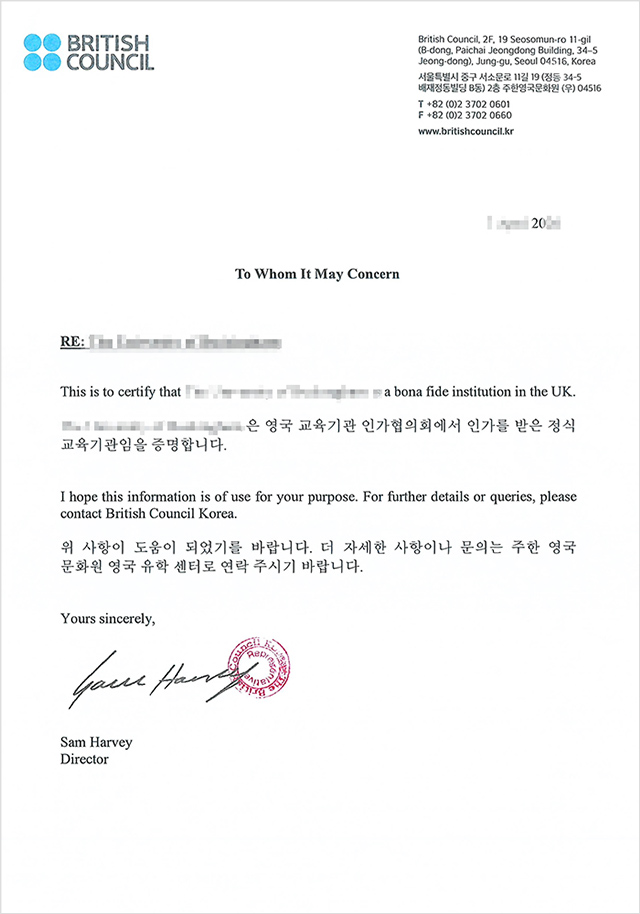 BRITISH
COUNCIL
British Council, 2F, 19 Seosomun-ro 11-gil
(B-dong, Paichai Jeongdong Building, 34–5
Jeong-dong), Jung-gu, Seoul 04516, Korea
서울특별시 중구 서소문로 11길 19 (정동 34-5
배재정동빌딩 B동) 2층 주한영국문화원 (우) 04516
T +82 (0)2 3702 0601
F +82 (0)2 3702 0660
www.britishcouncil.kr
20
To Whom It May Concern
RE:
This is to certify that a bona fide institution in the UK.
은 영국 교육기관 인가협의회에서 인가를 받은 정식
교육기관임을 증명합니다.
I hope this information is of use for your purpose. For further details or queries, please
contact British Council Korea.
위 사항이 도움이 되었기를 바랍니다. 더 자세한 사항이나 문의는 주한 영국
문화원 영국 유학 센터로 연락 주시기 바랍니다.
Yours sincerely,
Representative
Sam Harvey
Director